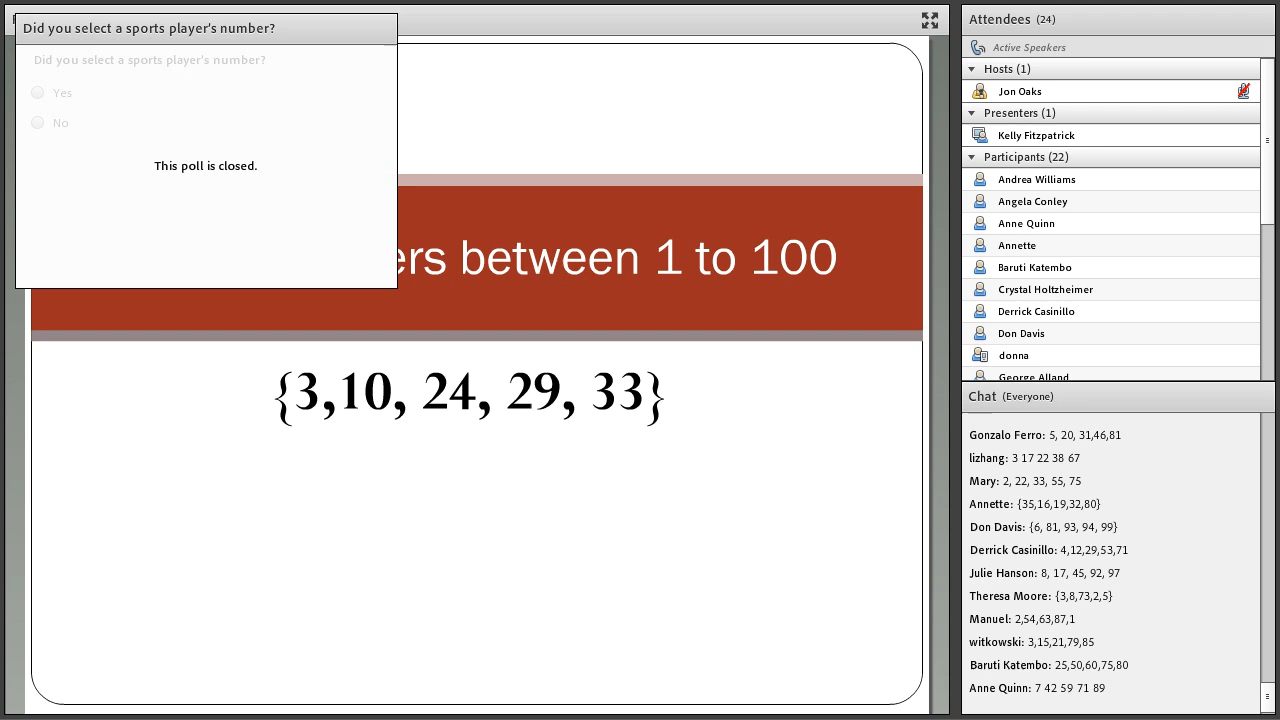 Did you select a sports player's number?
Did you select a sports player's number?
Yes
No
This poll is closed.
ers between 1 to 100
{3,10, 24, 29, 33}
Attendees (24)
Active Speakers
Hosts (1)
Jon Oaks
Presenters (1)
Kelly Fitzpatrick
Participants (22)
Andrea Williams
Angela Conley
Anne Quinn
Annette
Baruti Katembo
Crystal Holtzheimer
Derrick Casinillo
Don Davis
donna
George Alland
Chat (Everyone)
Gonzalo Ferro: 5, 20, 31,46,81
lizhang: 3 17 22 38 67
Mary: 2, 22, 33, 55, 75
Annette: {35,16,19,32,80}
Don Davis: {6, 81, 93, 94, 99}
Derrick Casinillo: 4,12,29,53,71
Julie Hanson: 8, 17, 45, 92, 97
Theresa Moore: {3,8,73,2,5}
Manuel: 2,54,63,87,1
witkowski: 3,15,21,79,85
Baruti Katembo: 25,50,60,75,80
Anne Quinn: 7 42 59 71 89